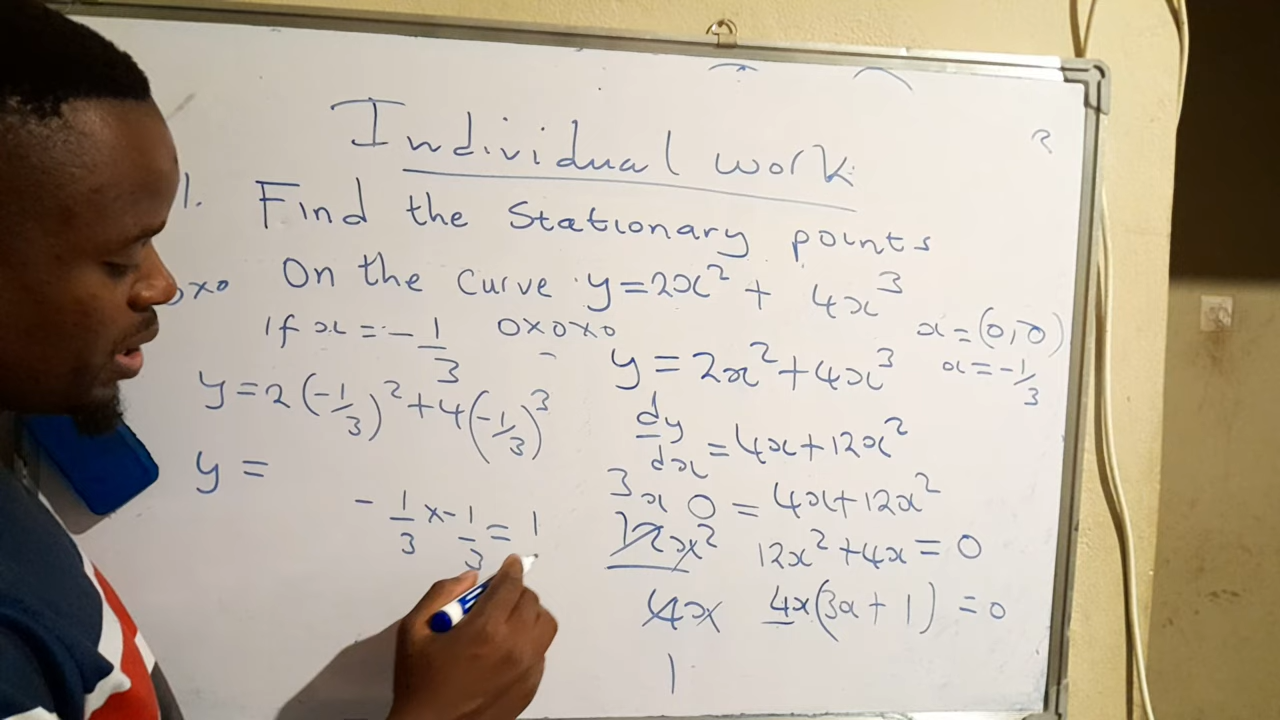 Individual work
1. Find the Stationary points
On the curve y=2x² + 4x³
0x0
If x = -1/3
0x0x0
y=2(-1/3)²+4(-1/3)³
y =
-1/3 x -1/3 = 1
y = 2x²+4x³
x=(0,0)
x=-1/3
dy/dx = 4x+12x²
0 = 4x+12x²
3x
12x²
12x²+4x=0
4x
4x(3x+1) =0
1